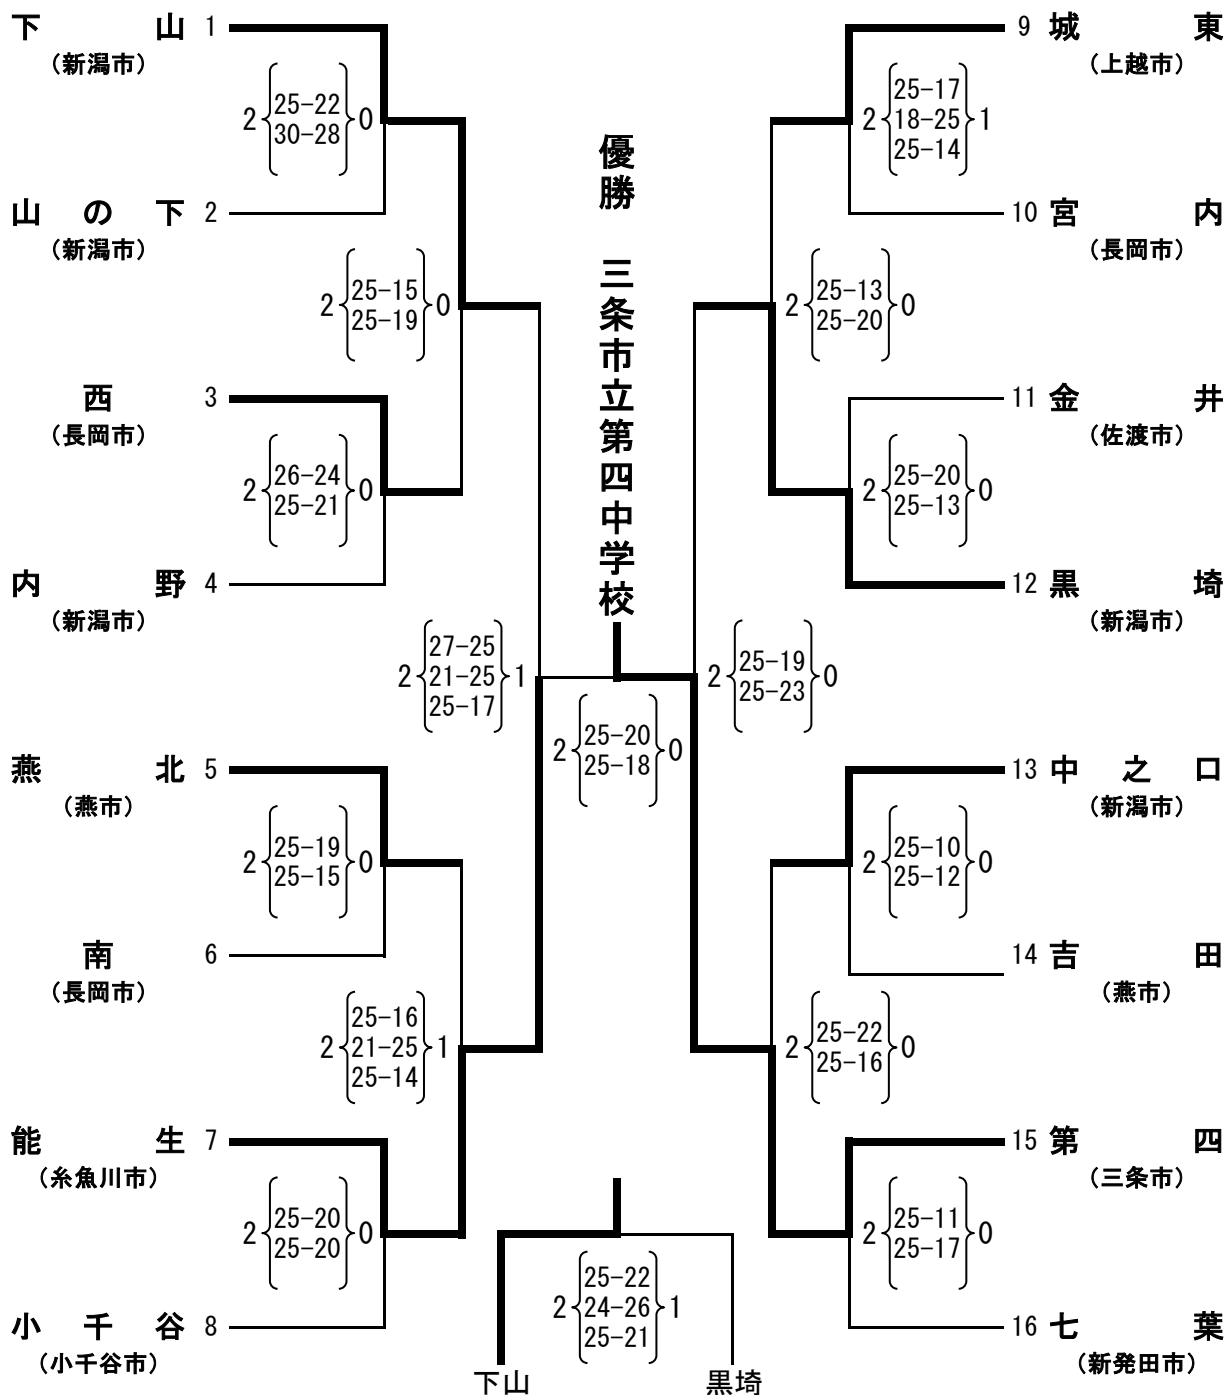 下山 1
(新潟市)
2 25-22 0
30-28
山の下 2
(新潟市)
2 25-15 0
25-19
西 3
(長岡市)
2 26-24 0
25-21
内野 4
(新潟市)
27-25
2 21-25 1
25-17
燕北 5
(燕市)
2 25-19 0
25-15
南 6
(長岡市)
25-16
2 21-25 1
25-14
能生 7
(糸魚川市)
2 25-20 0
25-20
小千谷 8
(小千谷市)
優勝 三条市立第四中学校
2 25-20 0
25-18
25-22
2 24-26 1
25-21
下山 黒埼
9 城東
(上越市)
25-17
2 18-25 1
25-14
10 宮内
(長岡市)
2 25-13 0
25-20
11 金井
(佐渡市)
2 25-20 0
25-13
12 黒埼
(新潟市)
2 25-19 0
25-23
13 中之口
(新潟市)
2 25-10 0
25-12
14 吉田
(燕市)
2 25-22 0
25-16
15 第四
(三条市)
2 25-11 0
25-17
16 七葉
(新発田市)